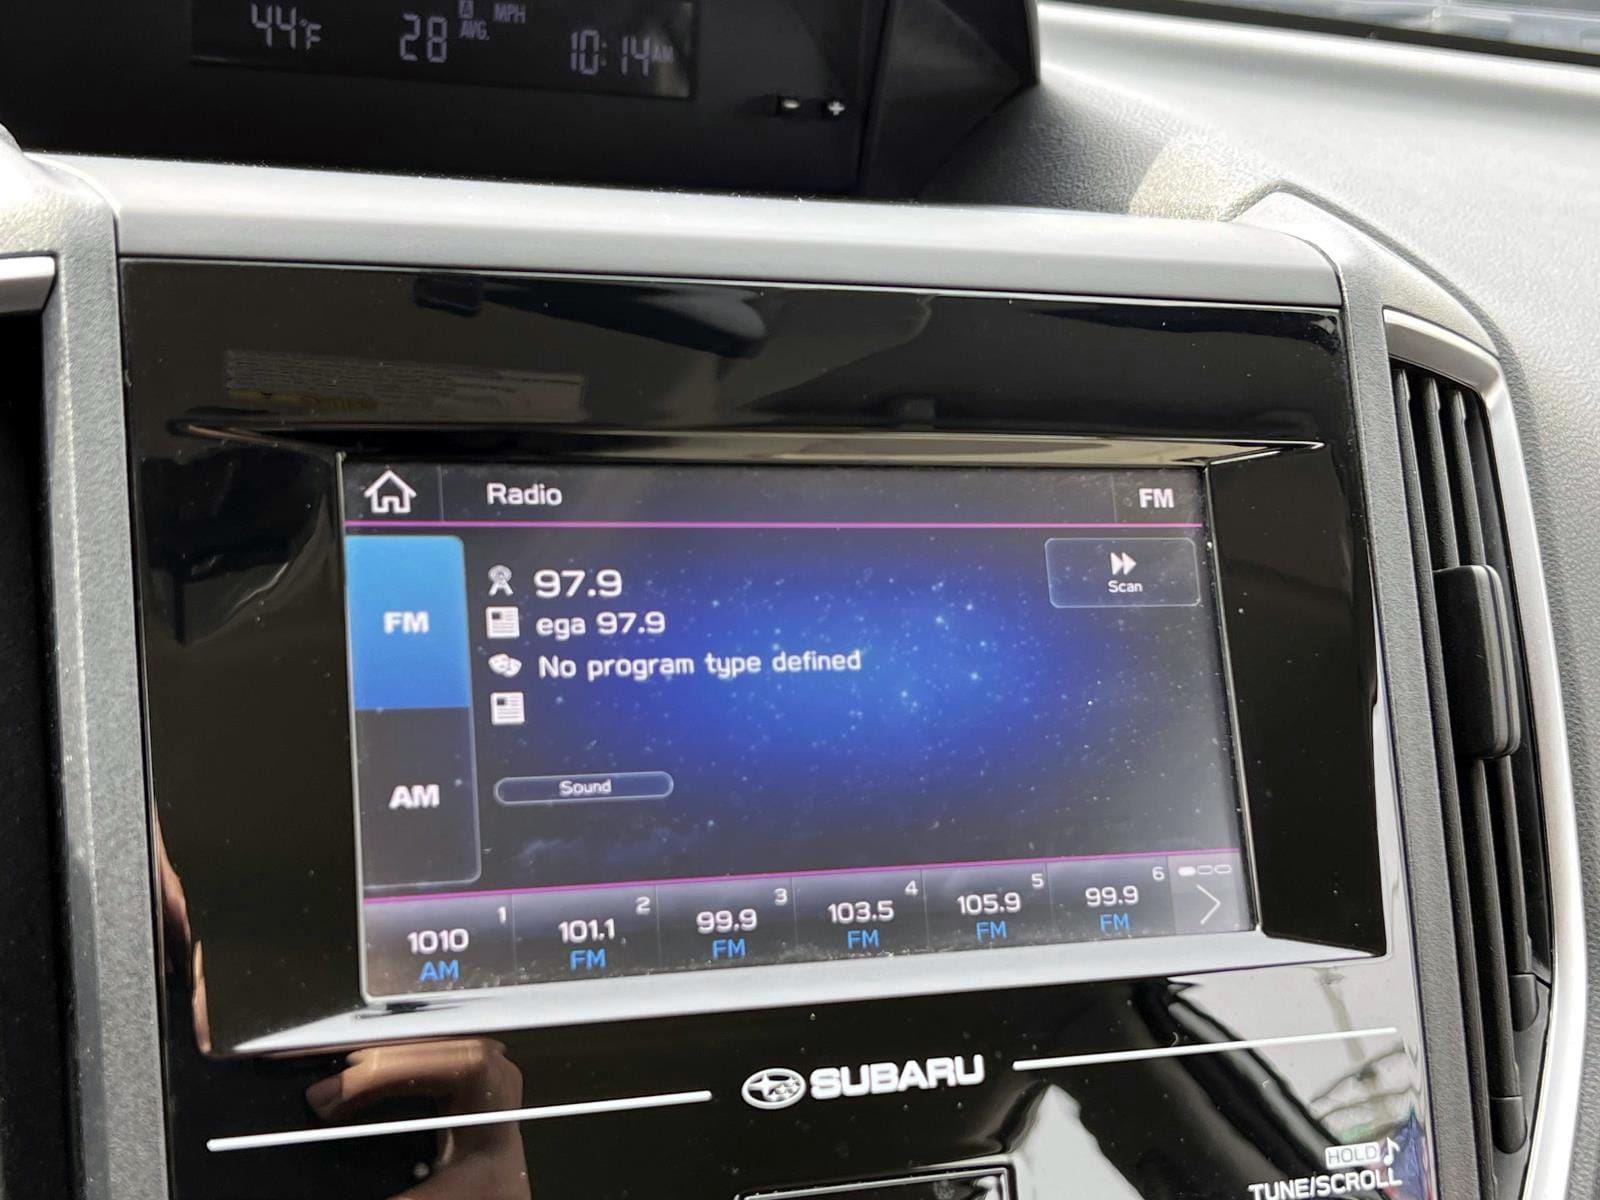 44°F 28 A AVG. MPH 10:14 AM
- +
Radio FM
97.9
Scan
FM
ega 97.9
No program type defined
AM
Sound
1 2 3 4 5 6
1010 101.1 99.9 103.5 105.9 99.9
AM FM FM FM FM FM
SUBARU
HOLD
TUNE/SCROLL